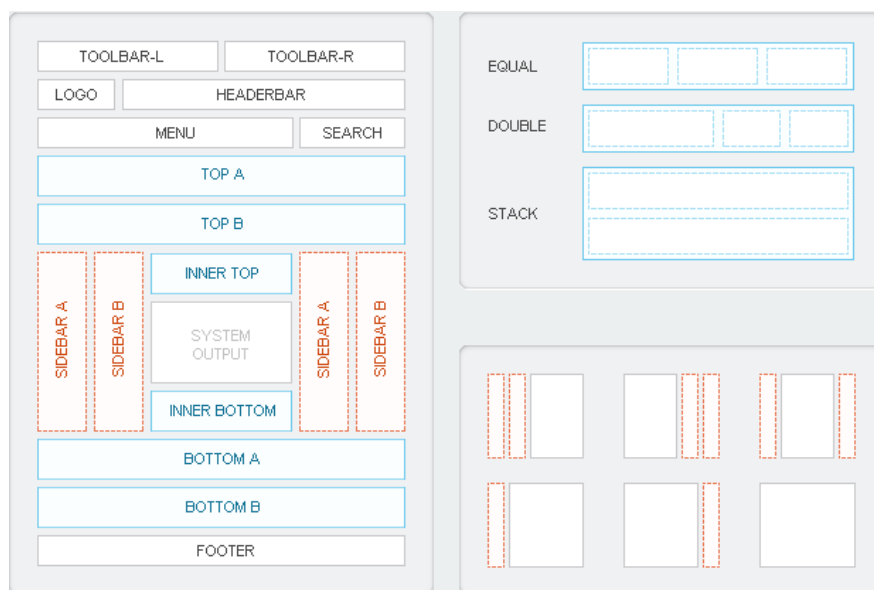 TOOLBAR-L
TOOLBAR-R
LOGO
HEADERBAR
MENU
SEARCH
TOP A
TOP B
SIDEBAR A
SIDEBAR B
INNER TOP
SYSTEM
OUTPUT
INNER BOTTOM
SIDEBAR A
SIDEBAR B
BOTTOM A
BOTTOM B
FOOTER
EQUAL
DOUBLE
STACK